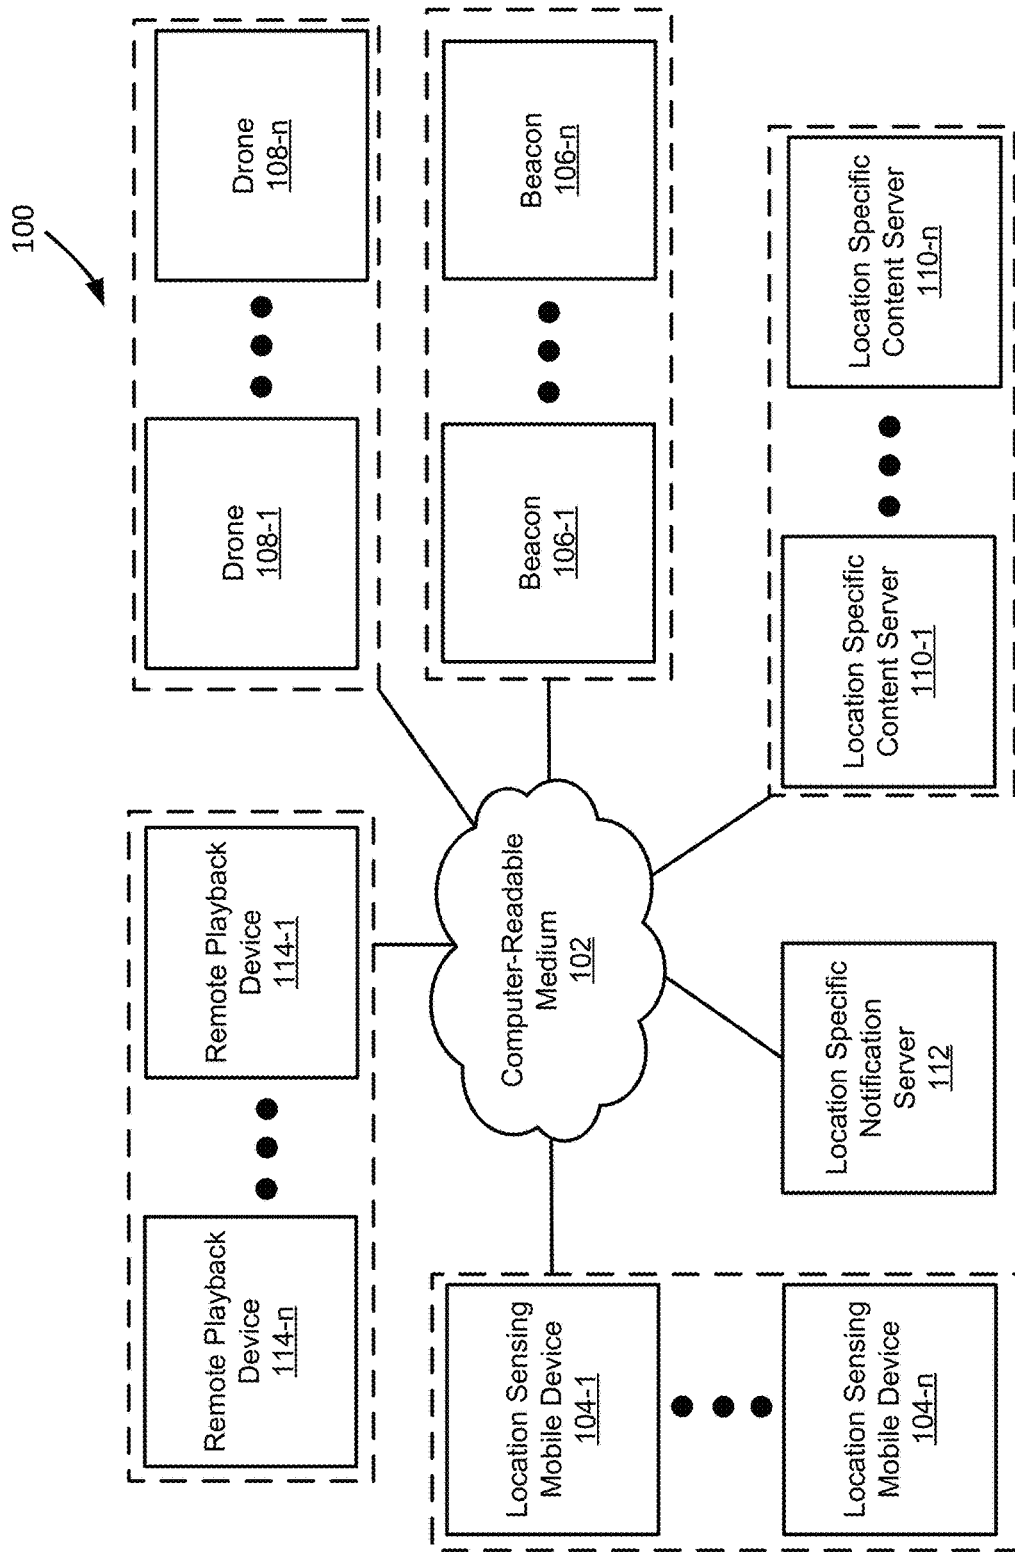 100
Remote Playback
Device
114-n
Remote Playback
Device
114-1
Drone
108-1
Drone
108-n
Location Sensing
Mobile Device
104-1
Location Sensing
Mobile Device
104-n
Computer-Readable
Medium
102
Beacon
106-1
Beacon
106-n
Location Specific
Notification
Server
112
Location Specific
Content Server
110-1
Location Specific
Content Server
110-n